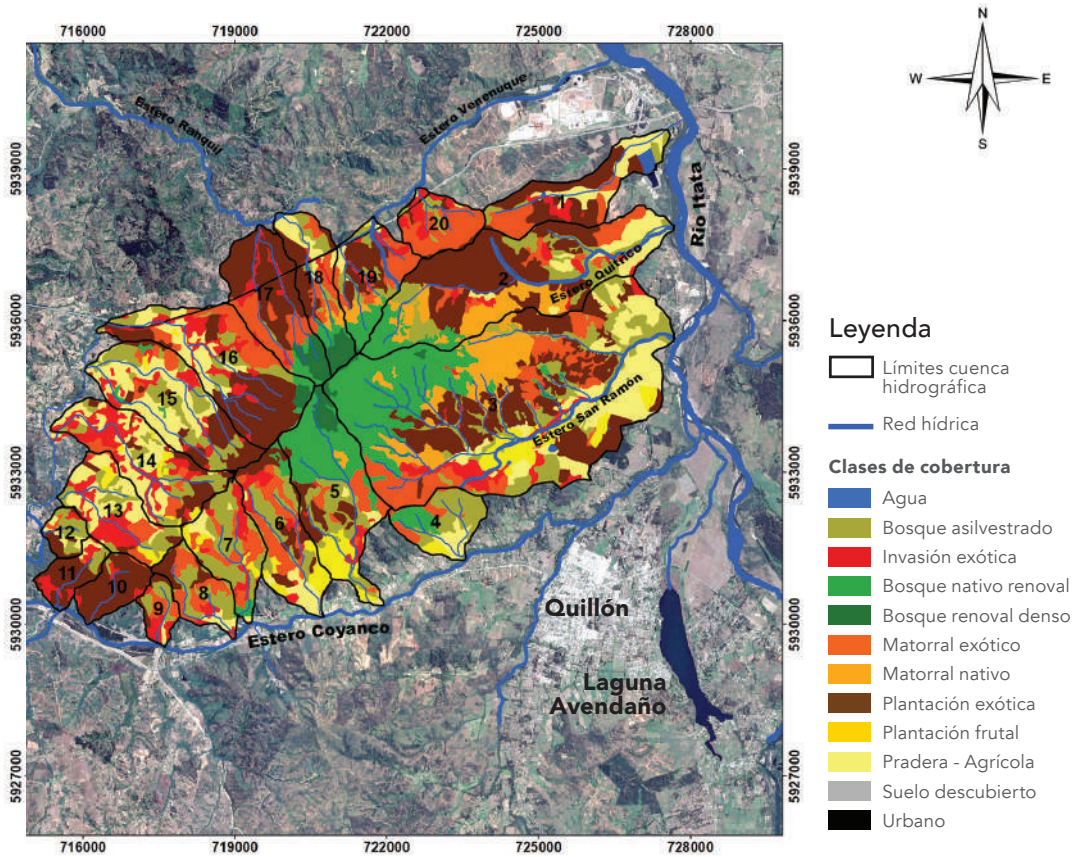 716000
719000
722000
725000
728000
N
W
E
S
5939000
5936000
5933000
5930000
5927000
Estero Rahquil
Estero Venenuque
Río Itata
Estero Quitrico
Estero San Ramón
Estero Coyanco
Quillón
Laguna
Avendaño
1
2
3
4
5
6
7
8
9
10
11
12
13
14
15
16
17
18
19
20
5939000
5936000
5933000
5930000
5927000
716000
719000
722000
725000
728000
Leyenda
Límites cuenca
hidrográfica
Red hídrica
Clases de cobertura
Agua
Bosque asilvestrado
Invasión exótica
Bosque nativo renoval
Bosque renoval denso
Matorral exótico
Matorral nativo
Plantación exótica
Plantación frutal
Pradera - Agrícola
Suelo descubierto
Urbano